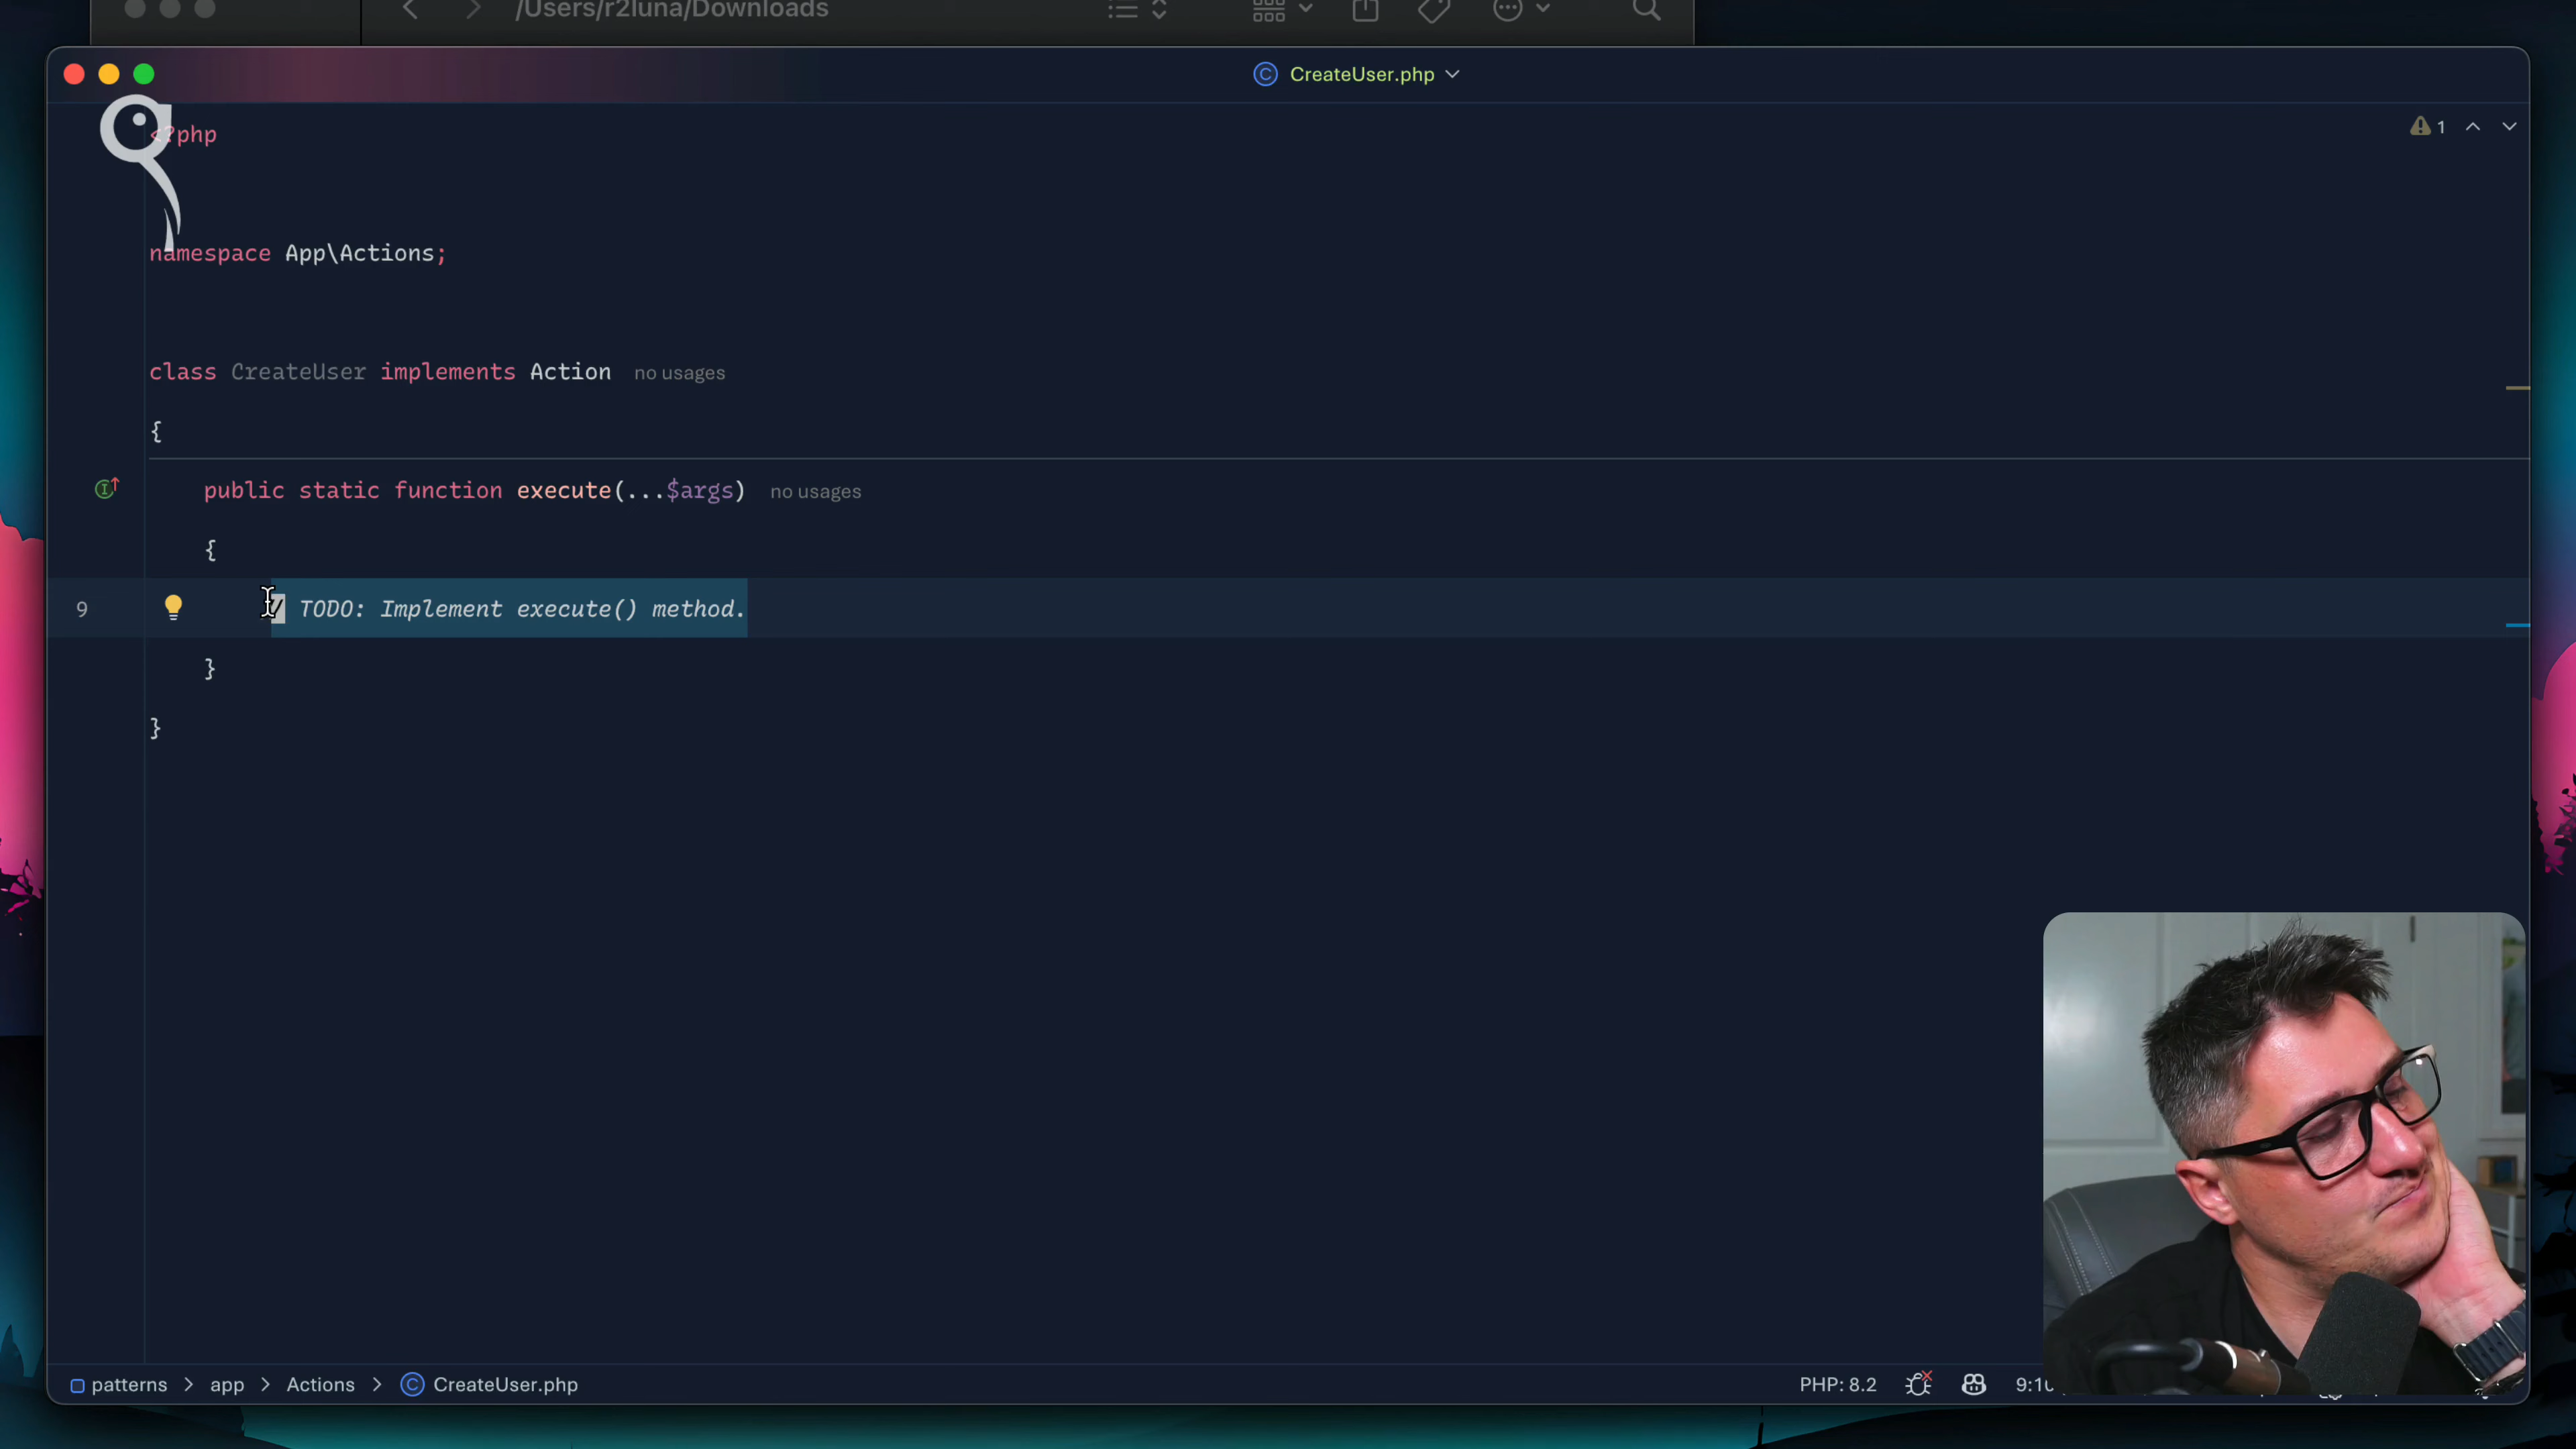 /Users/r2luna/Downloads
CreateUser.php
<?php
1
namespace App\Actions;
class CreateUser implements Action no usages
{
public static function execute(...$args) no usages
{
9 // TODO: Implement execute() method.
}
}
patterns > app > Actions > CreateUser.php
PHP: 8.2